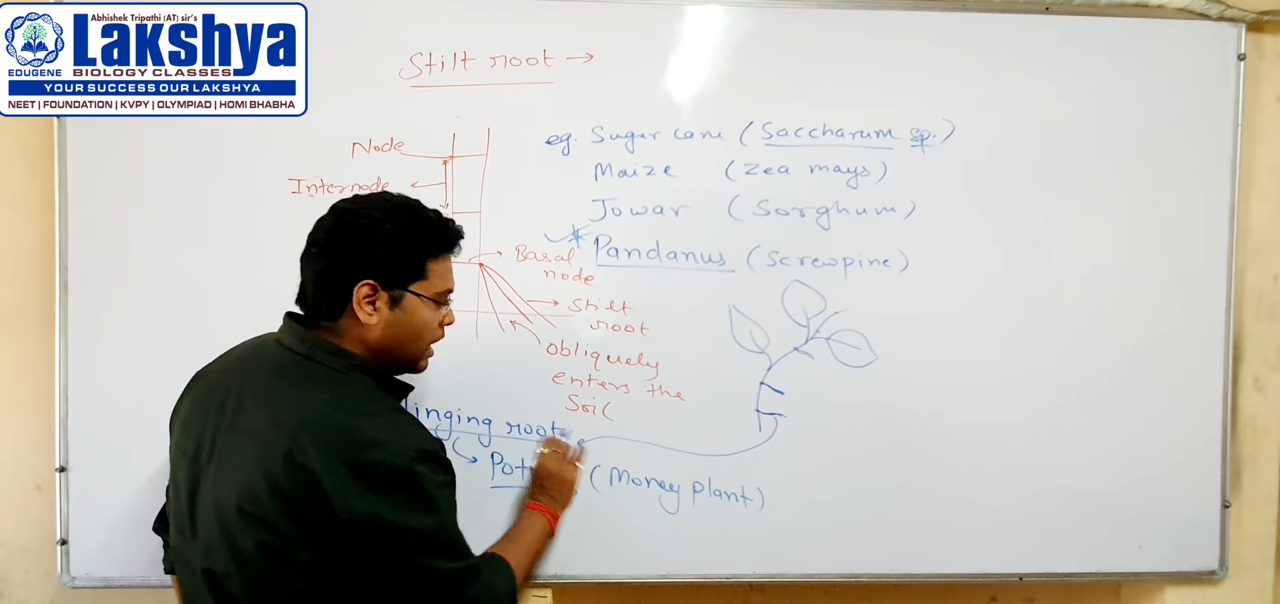 Abhishek Tripathi (AT) sir's
Lakshya
EDUGENE BIOLOGY CLASSES
YOUR SUCCESS OUR LAKSHYA
NEET | FOUNDATION | KVPY | OLYMPIAD | HOMI BHABHA
Stilt root →
Node
Internode
Basal
node
stilt
root
obliquely
enters the
Soil
eg. Sugar cane (Saccharum sp.)
Maize (Zea mays)
Jowar (Sorghum)
* Pandanus (Screwpine)
linging root
(Money plant)